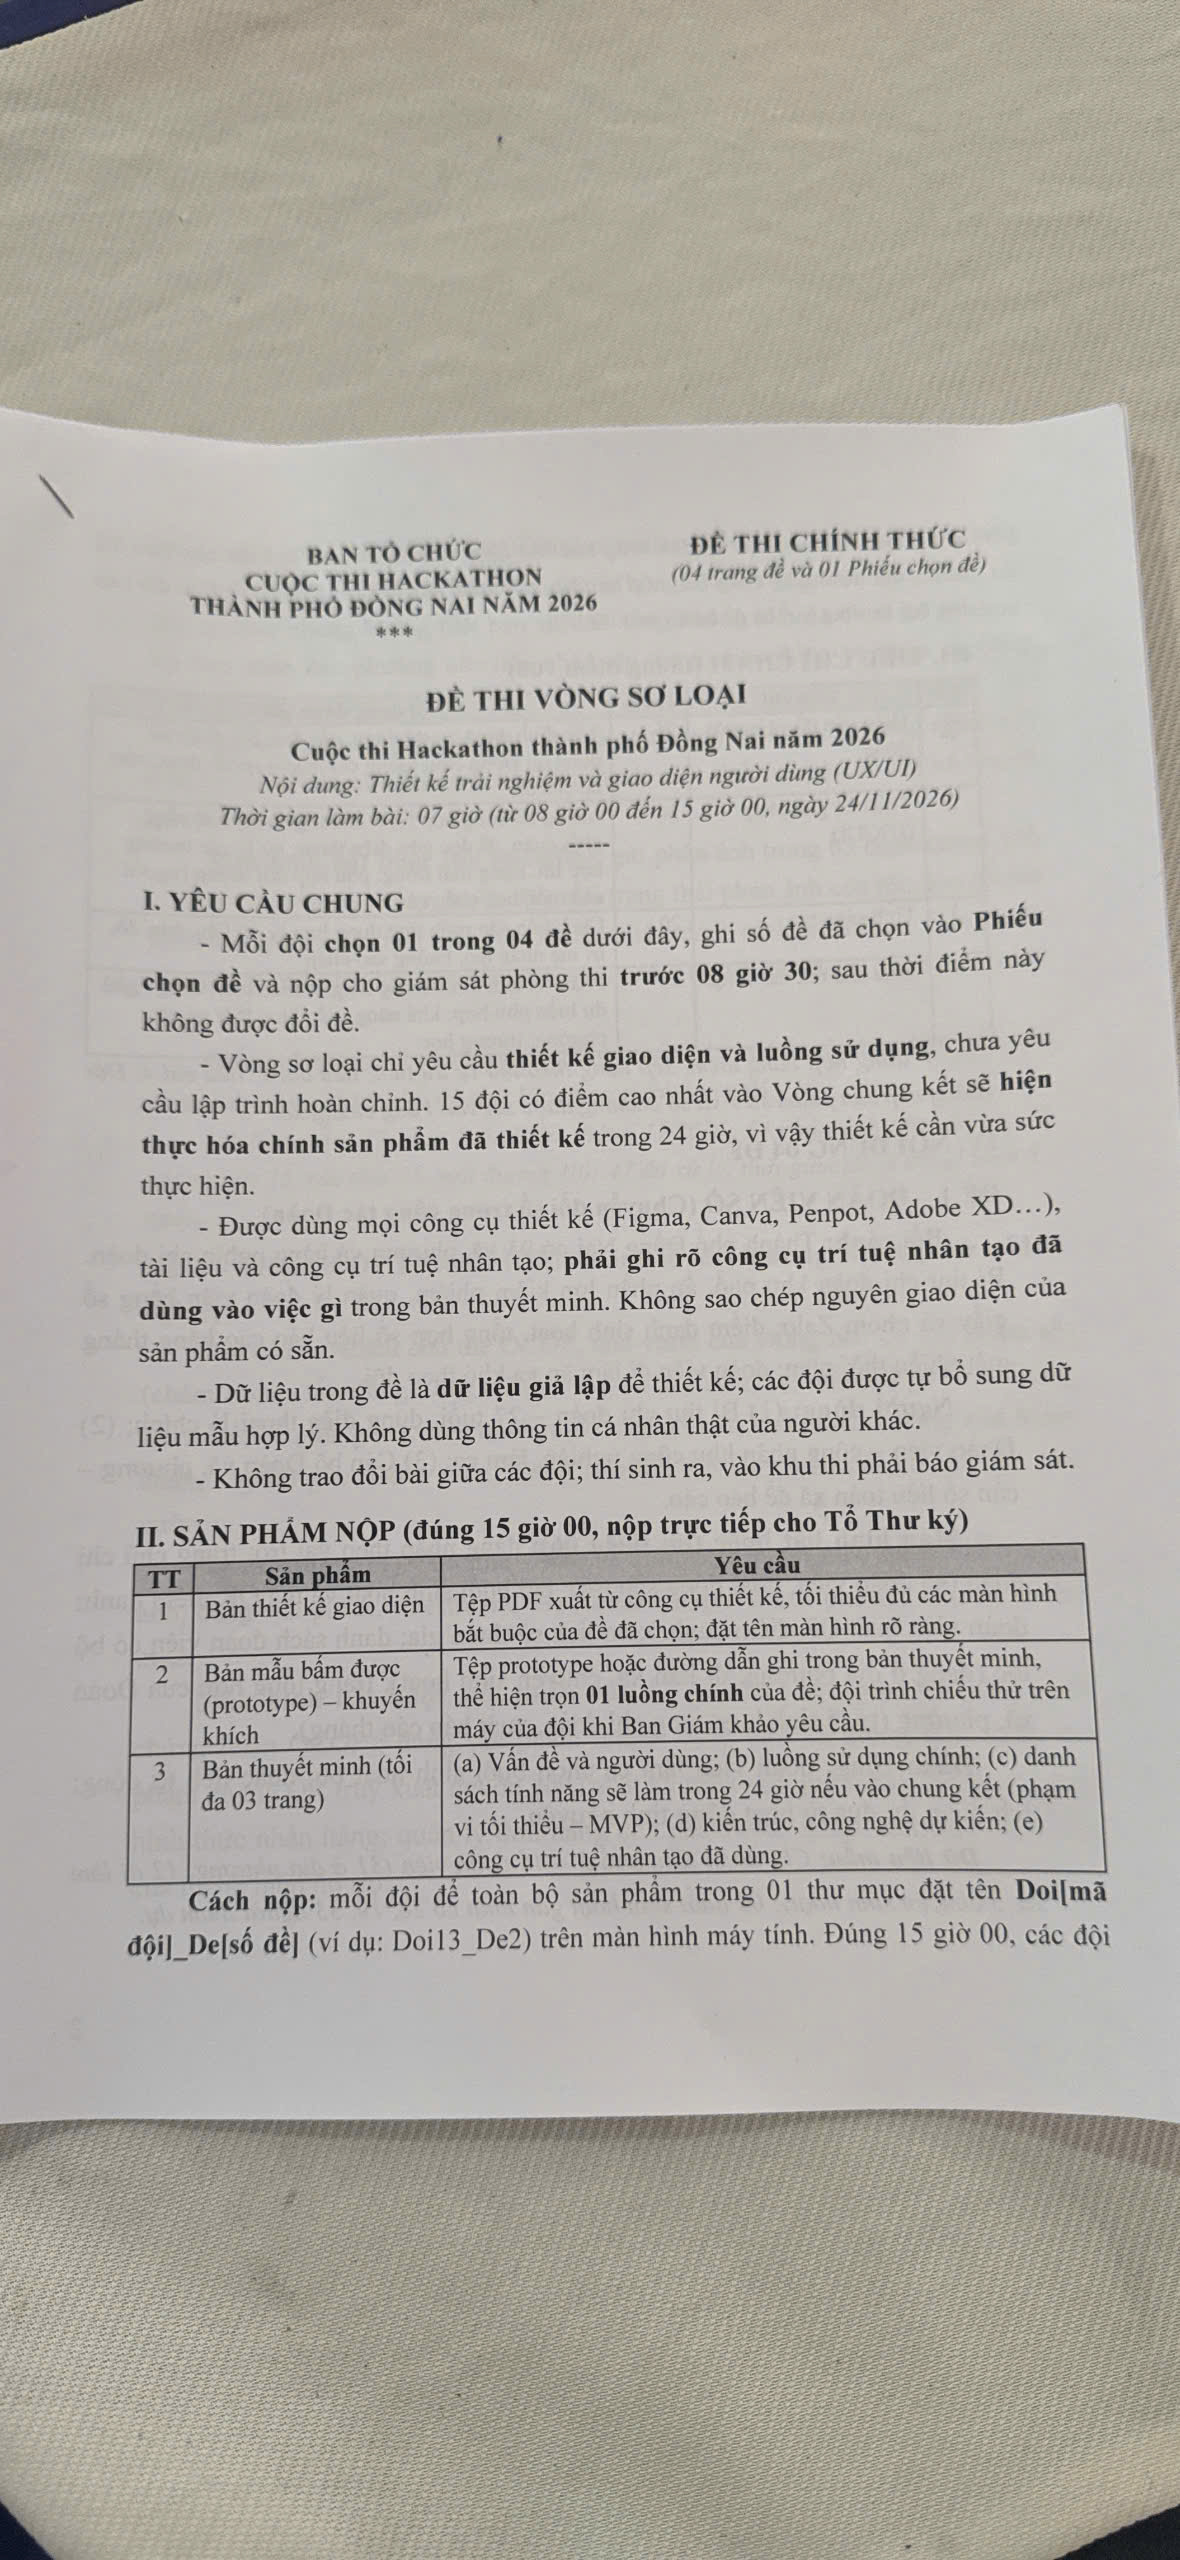 BAN TỔ CHỨC
CUỘC THI HACKATHON
THÀNH PHỐ ĐỒNG NAI NĂM 2026
***
ĐỀ THI CHÍNH THỨC
(04 trang đề và 01 Phiếu chọn đề)
ĐỀ THI VÒNG SƠ LOẠI
Cuộc thi Hackathon thành phố Đồng Nai năm 2026
Nội dung: Thiết kế trải nghiệm và giao diện người dùng (UX/UI)
Thời gian làm bài: 07 giờ (từ 08 giờ 00 đến 15 giờ 00, ngày 24/11/2026)
-----
I. YÊU CẦU CHUNG
- Mỗi đội chọn 01 trong 04 đề dưới đây, ghi số đề đã chọn vào Phiếu
chọn đề và nộp cho giám sát phòng thi trước 08 giờ 30; sau thời điểm này
không được đổi đề.
- Vòng sơ loại chỉ yêu cầu thiết kế giao diện và luồng sử dụng, chưa yêu
cầu lập trình hoàn chỉnh. 15 đội có điểm cao nhất vào Vòng chung kết sẽ hiện
thực hóa chính sản phẩm đã thiết kế trong 24 giờ, vì vậy thiết kế cần vừa sức
thực hiện.
- Được dùng mọi công cụ thiết kế (Figma, Canva, Penpot, Adobe XD…),
tài liệu và công cụ trí tuệ nhân tạo; phải ghi rõ công cụ trí tuệ nhân tạo đã
dùng vào việc gì trong bản thuyết minh. Không sao chép nguyên giao diện của
sản phẩm có sẵn.
- Dữ liệu trong đề là dữ liệu giả lập để thiết kế; các đội được tự bổ sung dữ
liệu mẫu hợp lý. Không dùng thông tin cá nhân thật của người khác.
- Không trao đổi bài giữa các đội; thí sinh ra, vào khu thi phải báo giám sát.
II. SẢN PHẨM NỘP (đúng 15 giờ 00, nộp trực tiếp cho Tổ Thư ký)
TT Sản phẩm Yêu cầu
1 Bản thiết kế giao diện Tệp PDF xuất từ công cụ thiết kế, tối thiểu đủ các màn hình
bắt buộc của đề đã chọn; đặt tên màn hình rõ ràng.
2 Bản mẫu bấm được Tệp prototype hoặc đường dẫn ghi trong bản thuyết minh,
(prototype) – khuyến thể hiện trọn 01 luồng chính của đề; đội trình chiếu thử trên
khích máy của đội khi Ban Giám khảo yêu cầu.
3 Bản thuyết minh (tối (a) Vấn đề và người dùng; (b) luồng sử dụng chính; (c) danh
đa 03 trang) sách tính năng sẽ làm trong 24 giờ nếu vào chung kết (phạm
vi tối thiểu – MVP); (d) kiến trúc, công nghệ dự kiến; (e)
công cụ trí tuệ nhân tạo đã dùng.
Cách nộp: mỗi đội để toàn bộ sản phẩm trong 01 thư mục đặt tên Doi[mã
đội]_De[số đề] (ví dụ: Doi13_De2) trên màn hình máy tính. Đúng 15 giờ 00, các đội